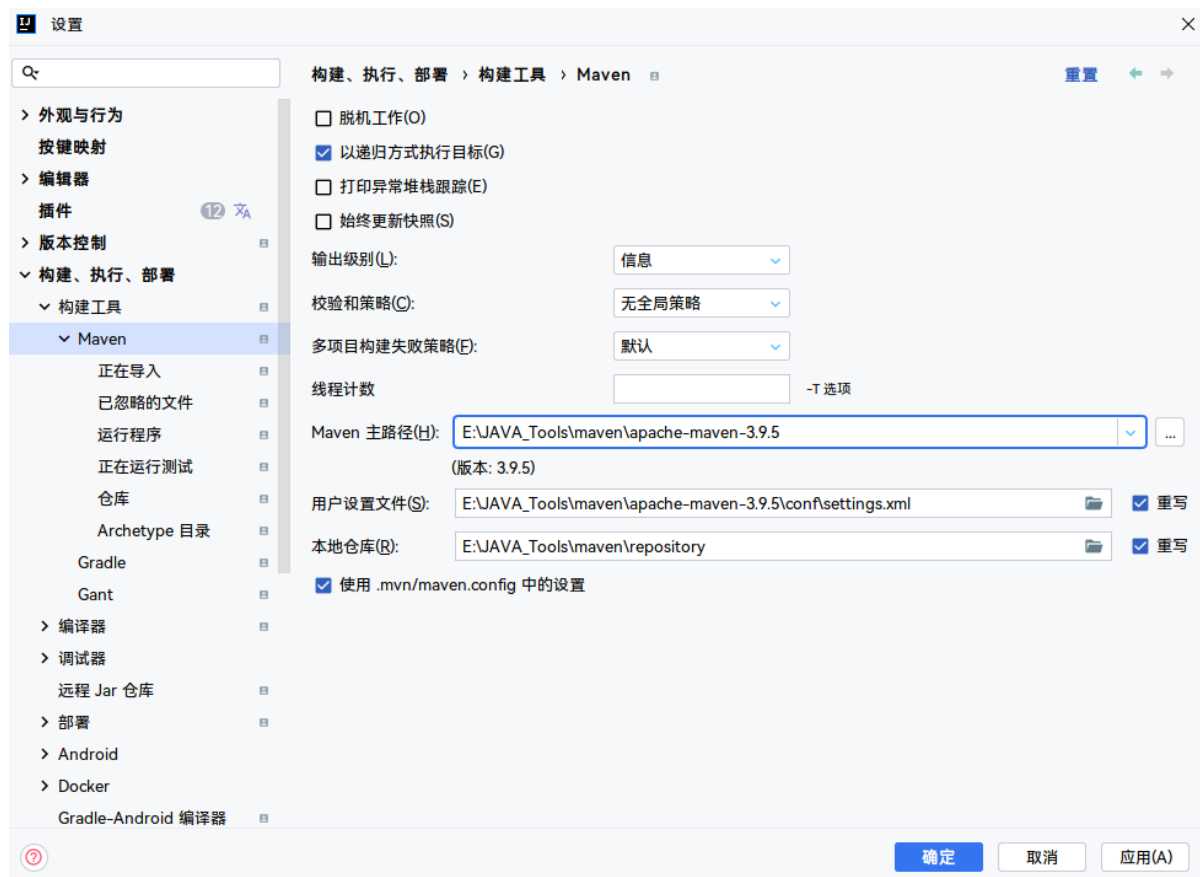 设置
构建、执行、部署 › 构建工具 › Maven
重置
外观与行为
按键映射
编辑器
插件 12
版本控制
构建、执行、部署
构建工具
Maven
正在导入
已忽略的文件
运行程序
正在运行测试
仓库
Archetype 目录
Gradle
Gant
编译器
调试器
远程 Jar 仓库
部署
Android
Docker
Gradle-Android 编译器
脱机工作(O)
以递归方式执行目标(G)
打印异常堆栈跟踪(E)
始终更新快照(S)
输出级别(L): 信息
校验和策略(C): 无全局策略
多项目构建失败策略(F): 默认
线程计数 -T 选项
Maven 主路径(H): E:\JAVA_Tools\maven\apache-maven-3.9.5 ...
(版本: 3.9.5)
用户设置文件(S): E:\JAVA_Tools\maven\apache-maven-3.9.5\conf\settings.xml 重写
本地仓库(R): E:\JAVA_Tools\maven\repository 重写
使用 .mvn/maven.config 中的设置
? 确定 取消 应用(A)